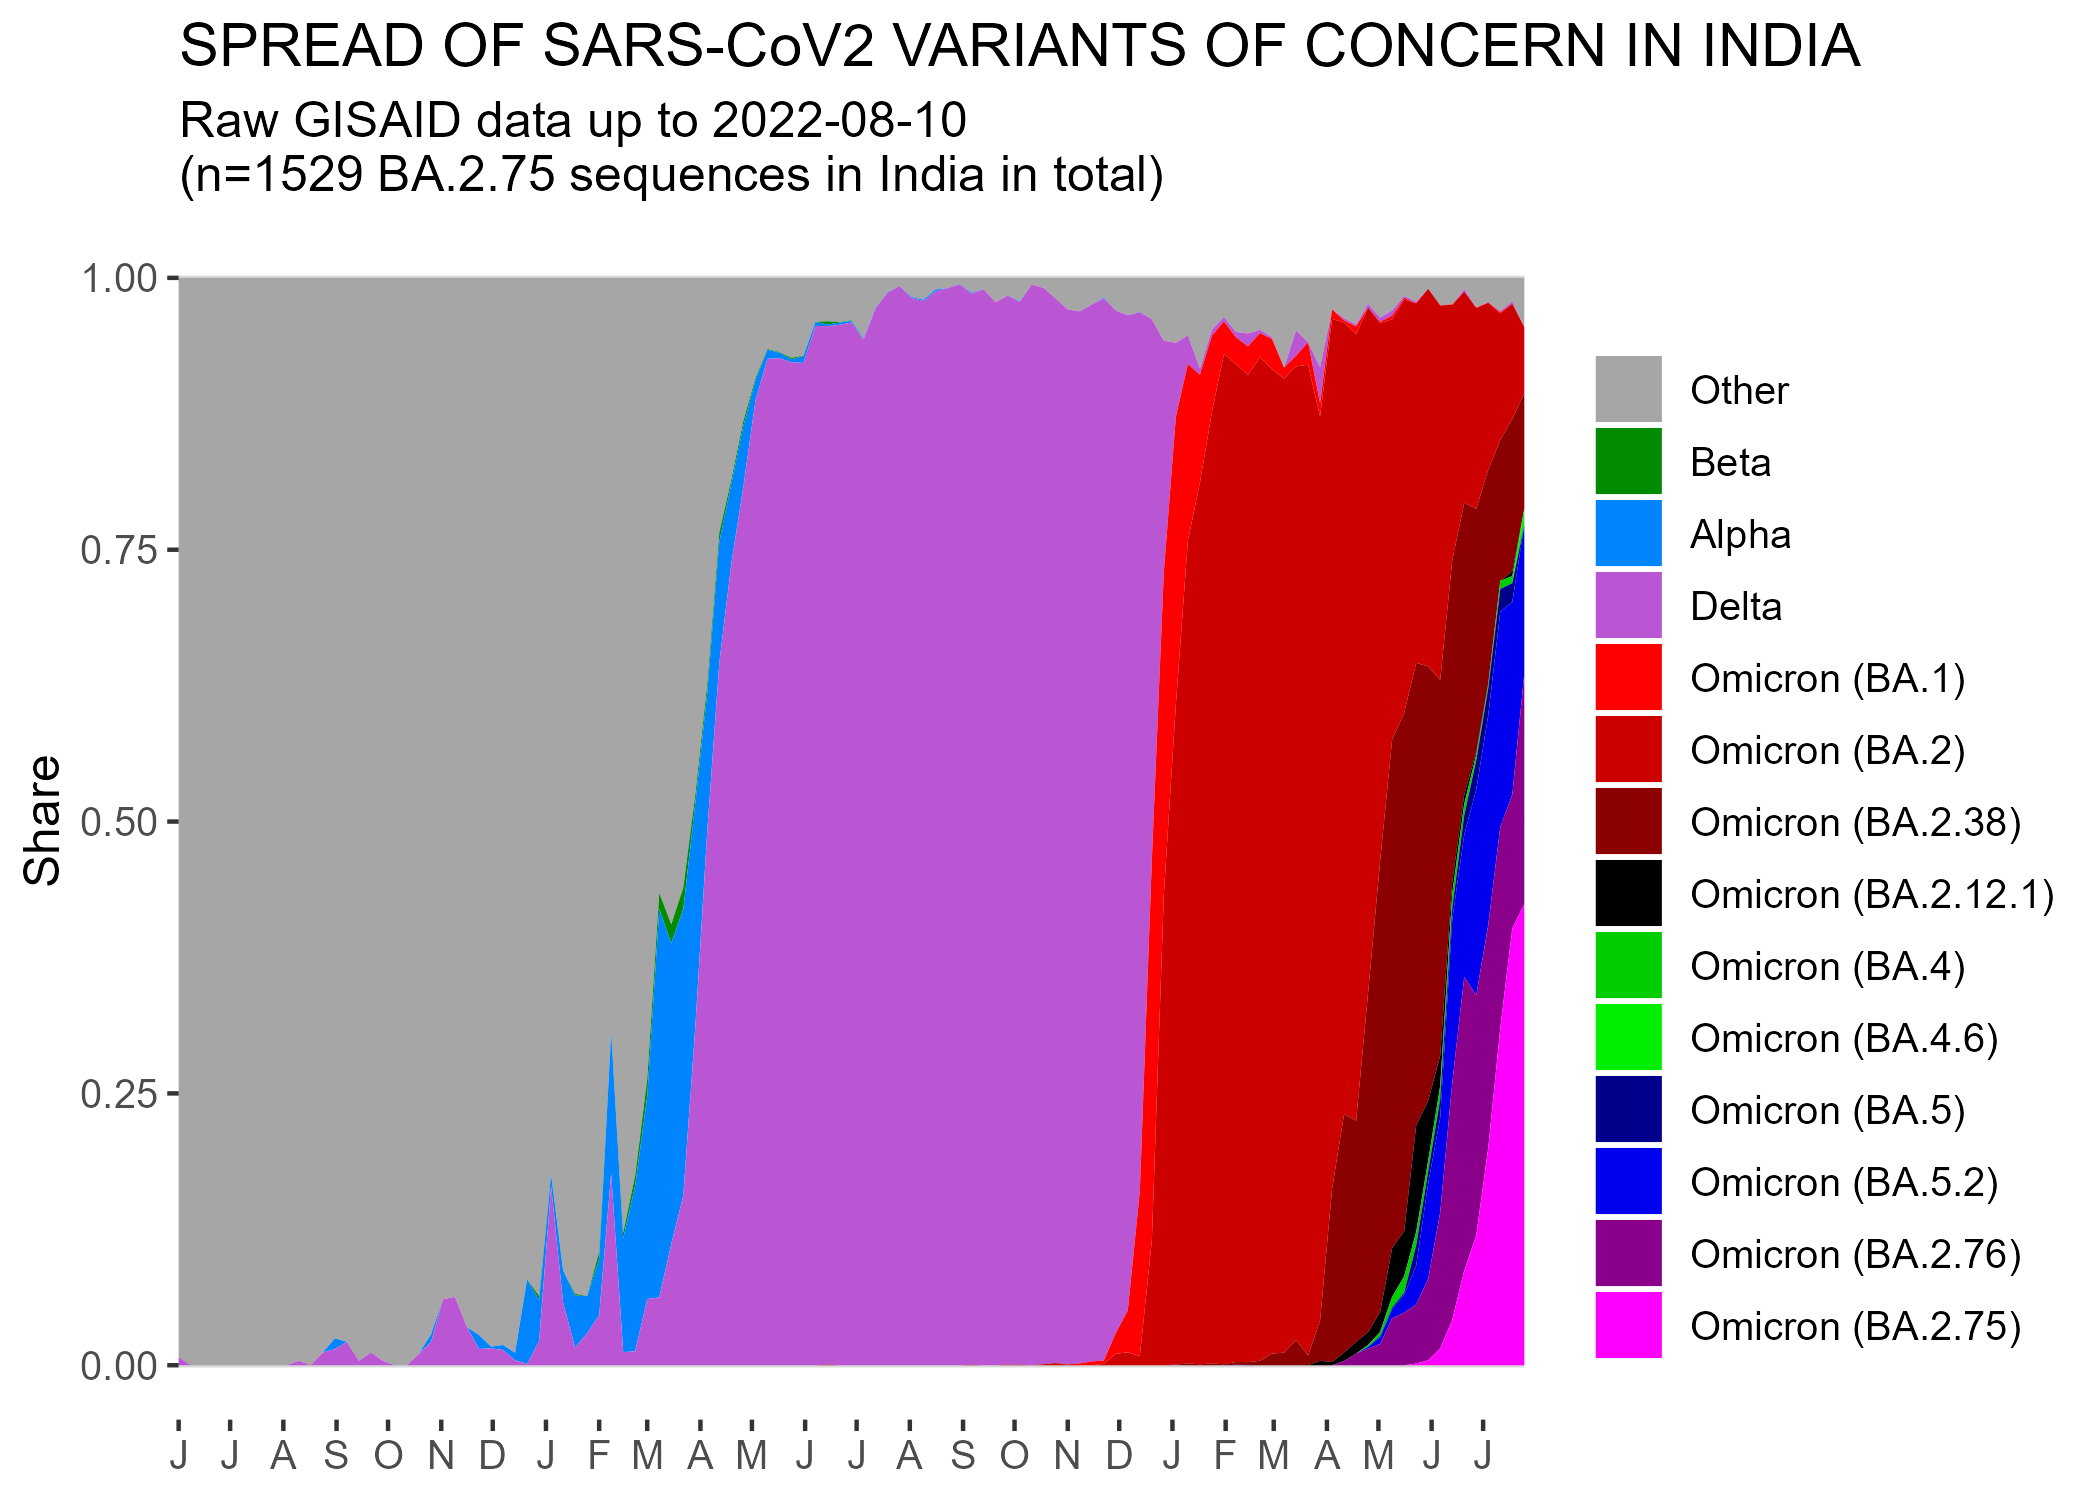 SPREAD OF SARS-CoV2 VARIANTS OF CONCERN IN INDIA
Raw GISAID data up to 2022-08-10
(n=1529 BA.2.75 sequences in India in total)
1.00
0.75
0.50
0.25
0.00
Share
J J A S O N D J F M A M J J A S O N D J F M A M J J
Other
Beta
Alpha
Delta
Omicron (BA.1)
Omicron (BA.2)
Omicron (BA.2.38)
Omicron (BA.2.12.1)
Omicron (BA.4)
Omicron (BA.4.6)
Omicron (BA.5)
Omicron (BA.5.2)
Omicron (BA.2.76)
Omicron (BA.2.75)